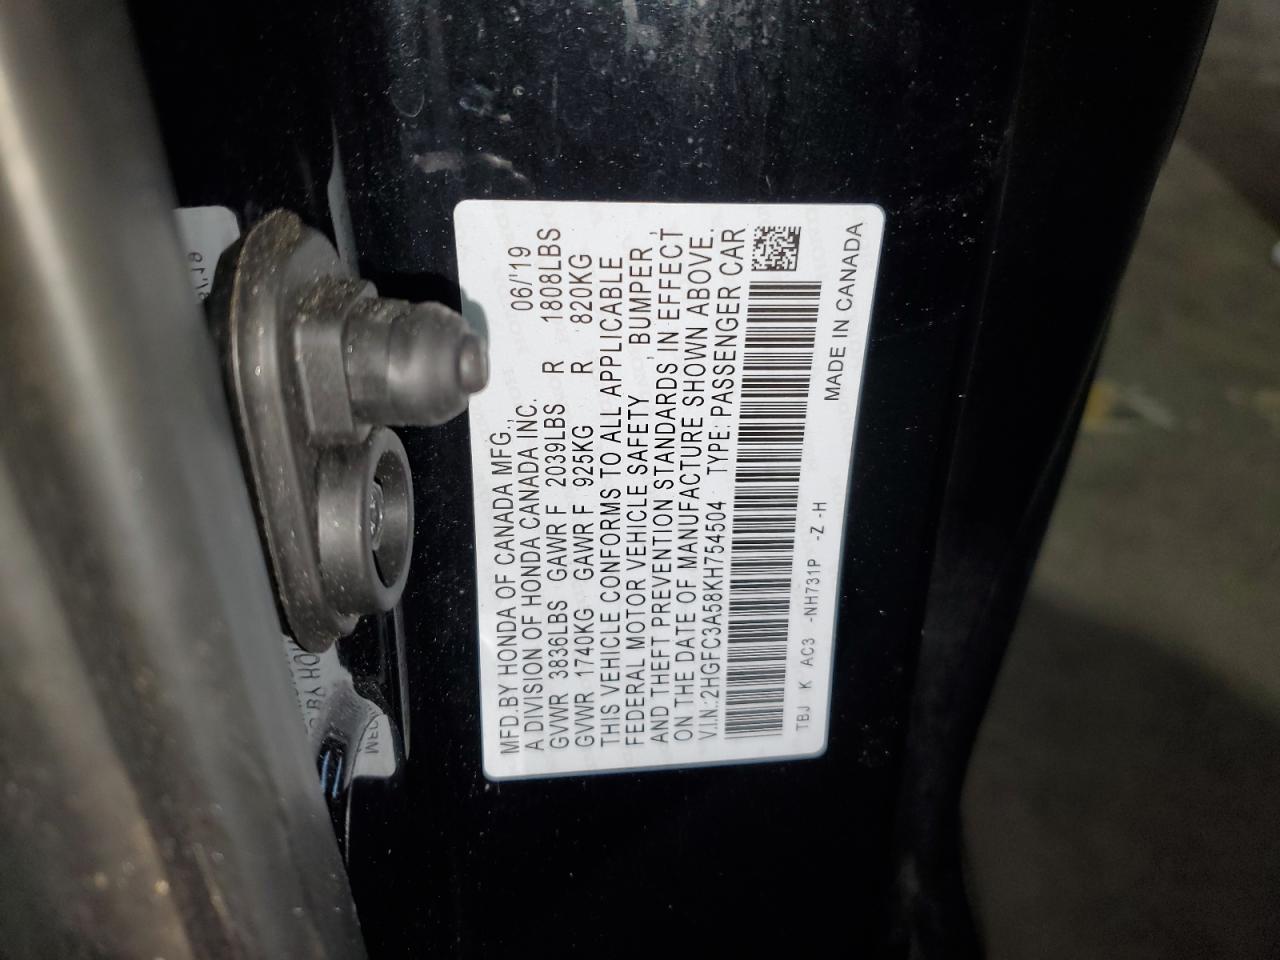 MFD.BY HONDA OF CANADA MFG.,
A DIVISION OF HONDA CANADA INC. 06/'19
GVWR 3836LBS GAWR F 2039LBS R 1808LBS
GVWR 1740KG GAWR F 925KG R 820KG
THIS VEHICLE CONFORMS TO ALL APPLICABLE
FEDERAL MOTOR VEHICLE SAFETY , BUMPER ,
AND THEFT PREVENTION STANDARDS IN EFFECT
ON THE DATE OF MANUFACTURE SHOWN ABOVE.
V.I.N.:2HGFC3A58KH754504 TYPE: PASSENGER CAR
TBJ K AC3 -NH731P -Z -H
MADE IN CANADA